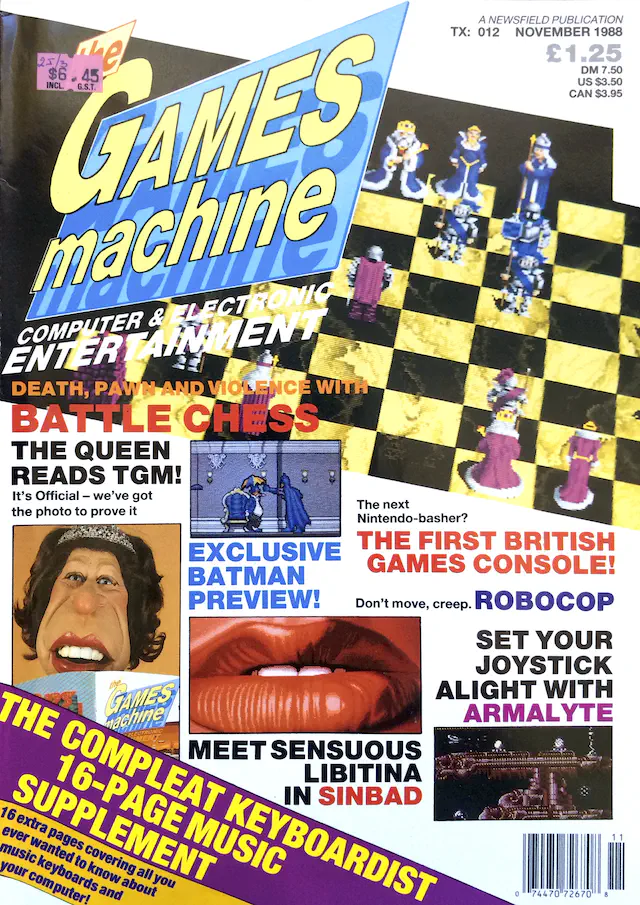 A NEWSFIELD PUBLICATION
TX: 012 NOVEMBER 1988
£1.25
DM 7.50
US $3.50
CAN $3.95
25/3
$6.45
INCL. G.S.T.
the
GAMES
machine
COMPUTER & ELECTRONIC
ENTERTAINMENT
DEATH, PAWN AND VIOLENCE WITH
BATTLE CHESS
THE QUEEN
READS TGM!
It's Official – we've got
the photo to prove it
EXCLUSIVE
BATMAN
PREVIEW!
The next
Nintendo-basher?
THE FIRST BRITISH
GAMES CONSOLE!
Don't move, creep. ROBOCOP
SET YOUR
JOYSTICK
ALIGHT WITH
ARMALYTE
the
GAMES
machine
MEET SENSUOUS
LIBITINA
IN SINBAD
THE COMPLEAT KEYBOARDIST
16-PAGE MUSIC
SUPPLEMENT
16 extra pages covering all you
ever wanted to know about
music keyboards and
your computer!
11
0 74470 72670 8